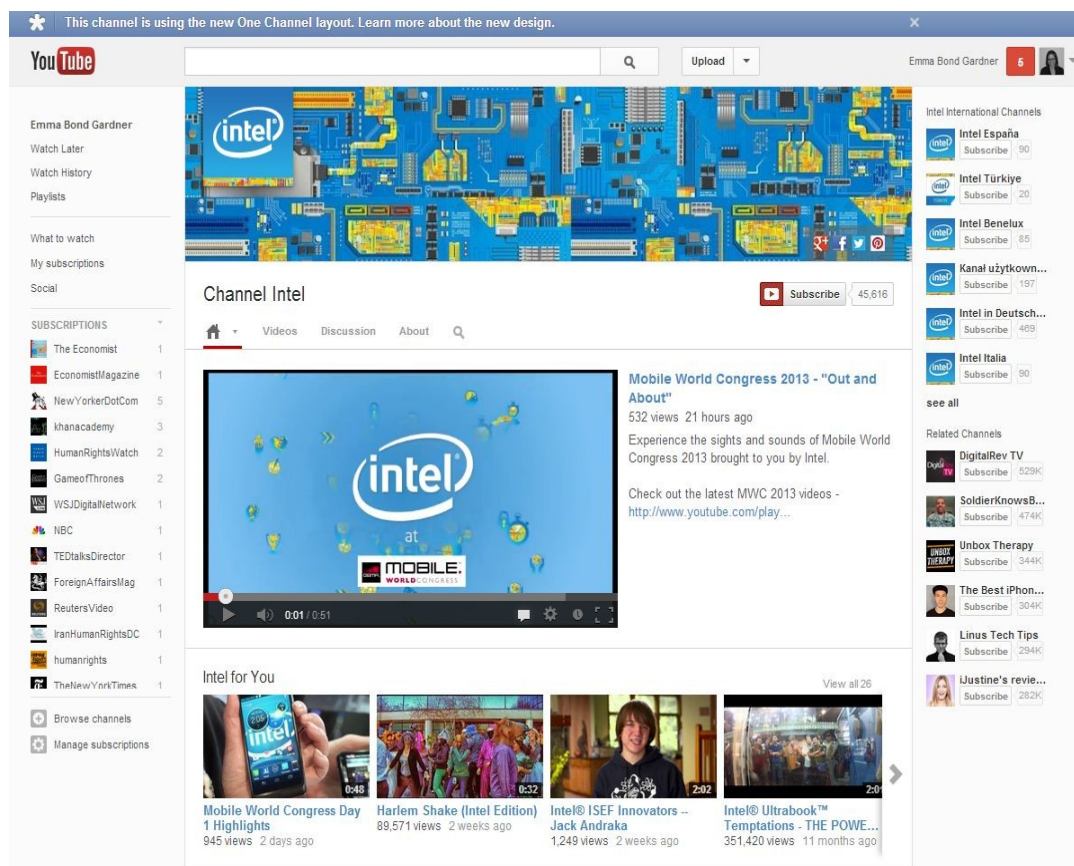 This channel is using the new One Channel layout. Learn more about the new design.
You Tube
Upload
Emma Bond Gardner
5
Emma Bond Gardner
Watch Later
Watch History
Playlists
What to watch
My subscriptions
Social
SUBSCRIPTIONS
The Economist 1
EconomistMagazine 1
NewYorkerDotCom 5
khanacademy 3
HumanRightsWatch 2
GameofThrones 2
WSJDigitalNetwork 1
NBC 1
TEDtalksDirector 1
ForeignAffairsMag 1
ReutersVideo 1
IranHumanRightsDC 1
humanrights 1
TheNewYorkTimes 1
Browse channels
Manage subscriptions
intel
Channel Intel
Subscribe 45,616
Videos Discussion About
intel
at
MOBILE
WORLDCONGRESS
0:01 / 0:51
Mobile World Congress 2013 - "Out and
About"
532 views 21 hours ago
Experience the sights and sounds of Mobile World
Congress 2013 brought to you by Intel.
Check out the latest MWC 2013 videos -
http://www.youtube.com/play...
Intel for You
View all 26
0:48
Mobile World Congress Day
1 Highlights
945 views 2 days ago
0:32
Harlem Shake (Intel Edition)
89,571 views 2 weeks ago
2:02
Intel® ISEF Innovators --
Jack Andraka
1,249 views 2 weeks ago
Intel® Ultrabook™
Temptations - THE POWE...
351,420 views 11 months ago
Intel International Channels
Intel España
Subscribe 90
Intel Türkiye
Subscribe 20
Intel Benelux
Subscribe 85
Kanał użytkown...
Subscribe 197
Intel in Deutsch...
Subscribe 469
Intel Italia
Subscribe 90
see all
Related Channels
DigitalRev TV
Subscribe 529K
SoldierKnowsB...
Subscribe 474K
UNBOX
THERAPY
Unbox Therapy
Subscribe 344K
The Best iPhon...
Subscribe 304K
Linus Tech Tips
Subscribe 294K
iJustine's revie...
Subscribe 282K